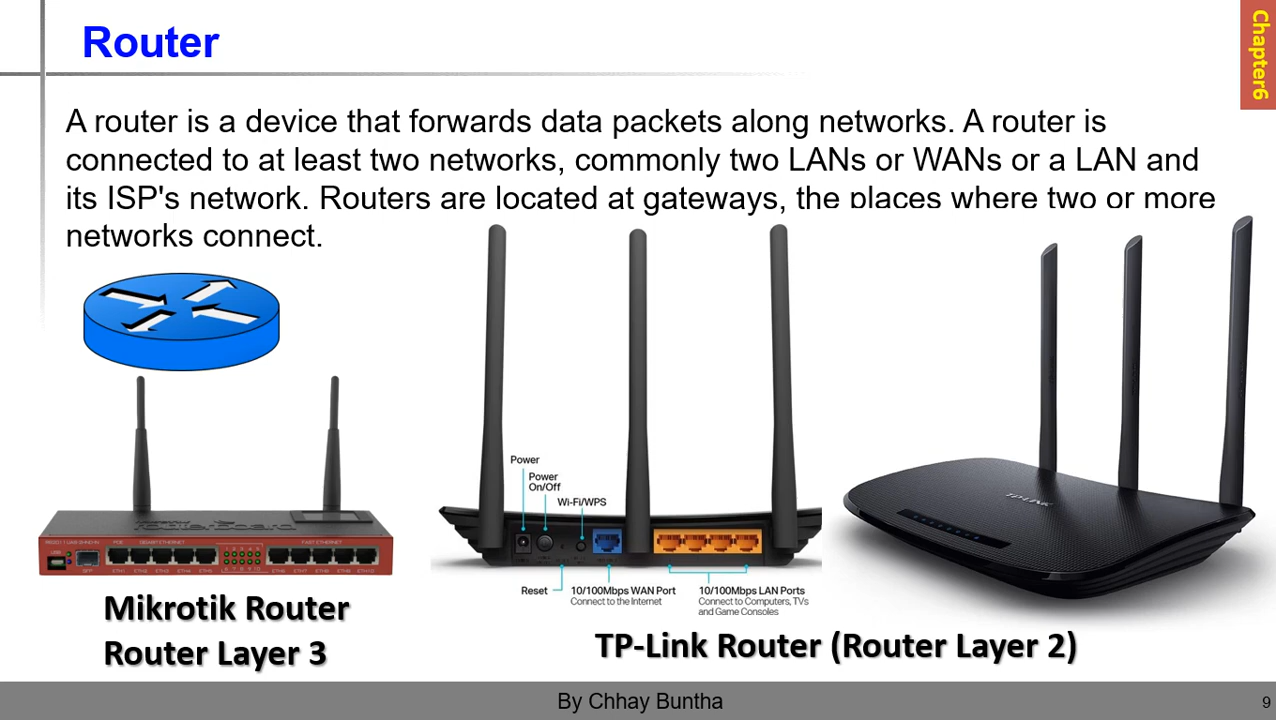 Router
Chapter6
A router is a device that forwards data packets along networks. A router is
connected to at least two networks, commonly two LANs or WANs or a LAN and
its ISP's network. Routers are located at gateways, the places where two or more
networks connect.
Power
Power
On/Off
Wi-Fi/WPS
Reset
10/100Mbps WAN Port
Connect to the Internet
10/100Mbps LAN Ports
Connect to Computers, TVs
and Game Consoles
routerboard
TP-LINK
Mikrotik Router
Router Layer 3
TP-Link Router (Router Layer 2)
By Chhay Buntha
9